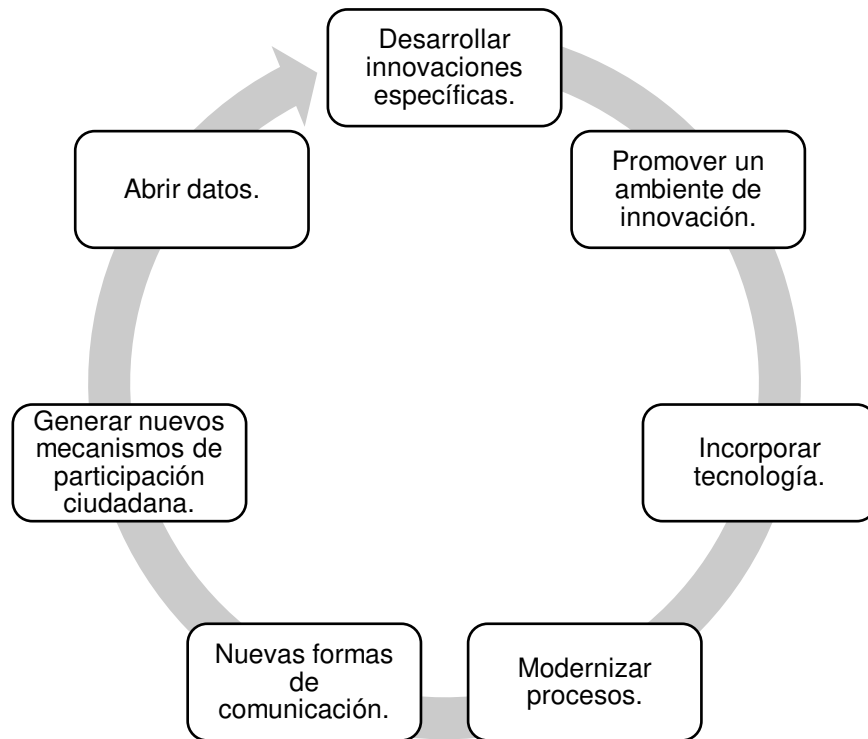 Desarrollar
innovaciones
específicas.
Promover un
ambiente de
innovación.
Incorporar
tecnología.
Modernizar
procesos.
Nuevas formas
de
comunicación.
Generar nuevos
mecanismos de
participación
ciudadana.
Abrir datos.